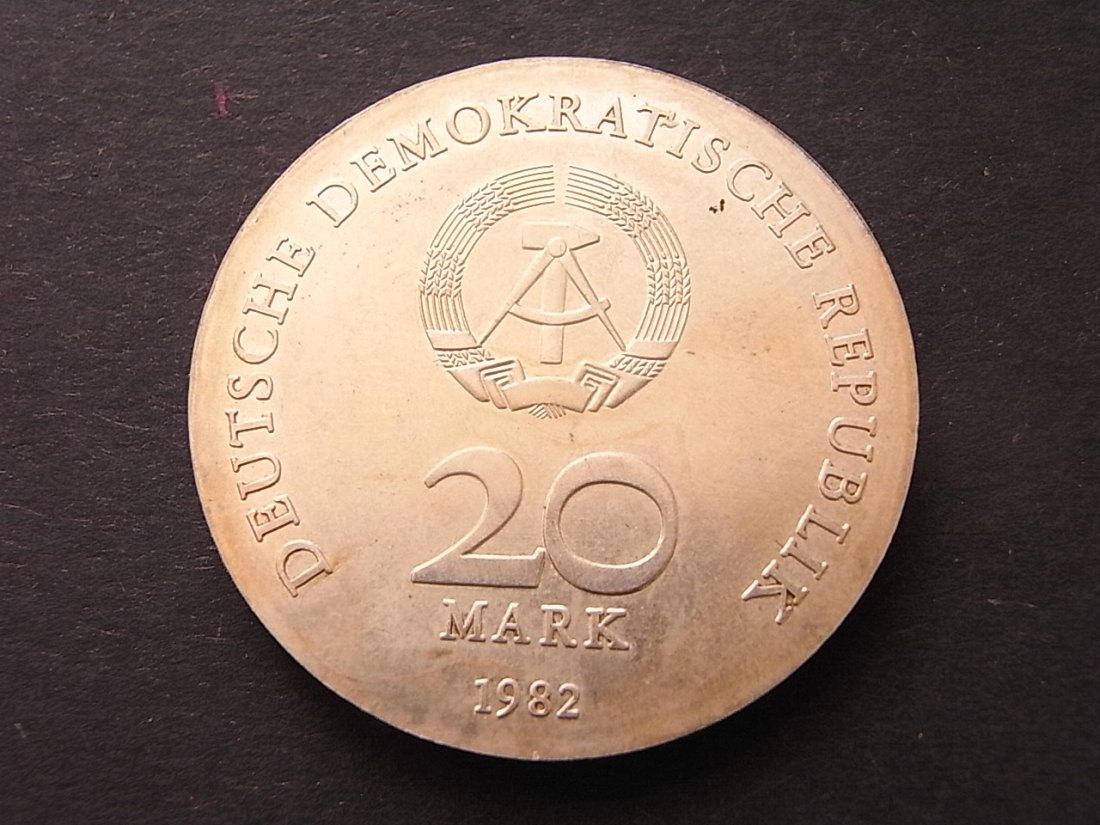 DEUTSCHE DEMOKRATISCHE REPUBLIK
20
MARK
1982